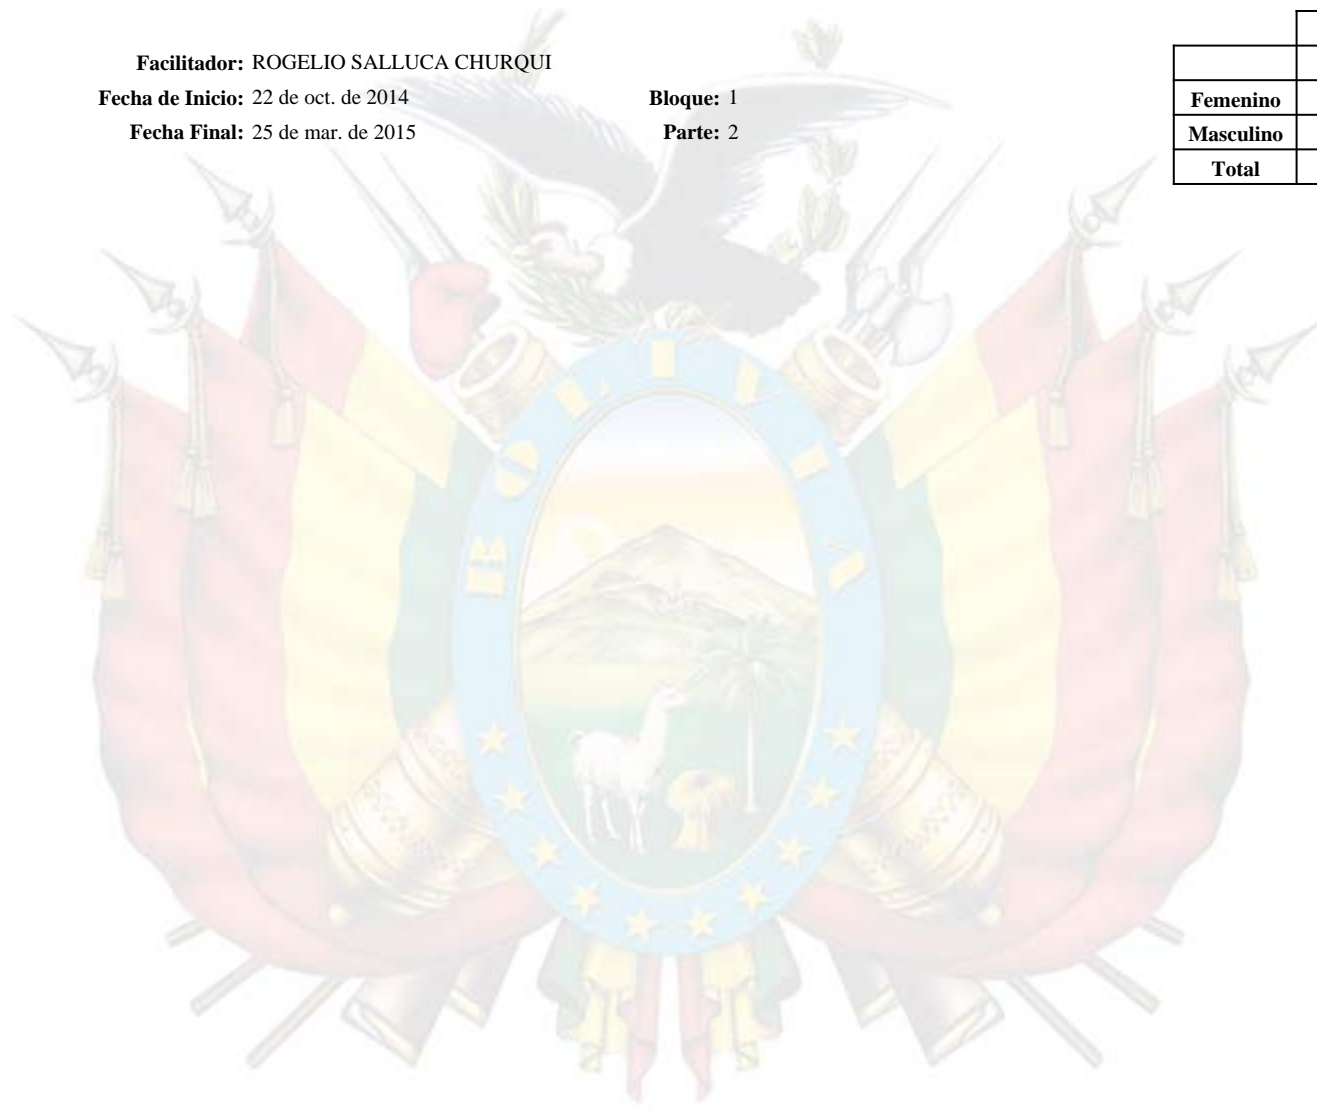 Facilitador: ROGELIO SALLUCA CHURQUI
Fecha de Inicio: 22 de oct. de 2014 Bloque: 1
Fecha Final: 25 de mar. de 2015 Parte: 2
Femenino
Masculino
Total
BOLIVIA